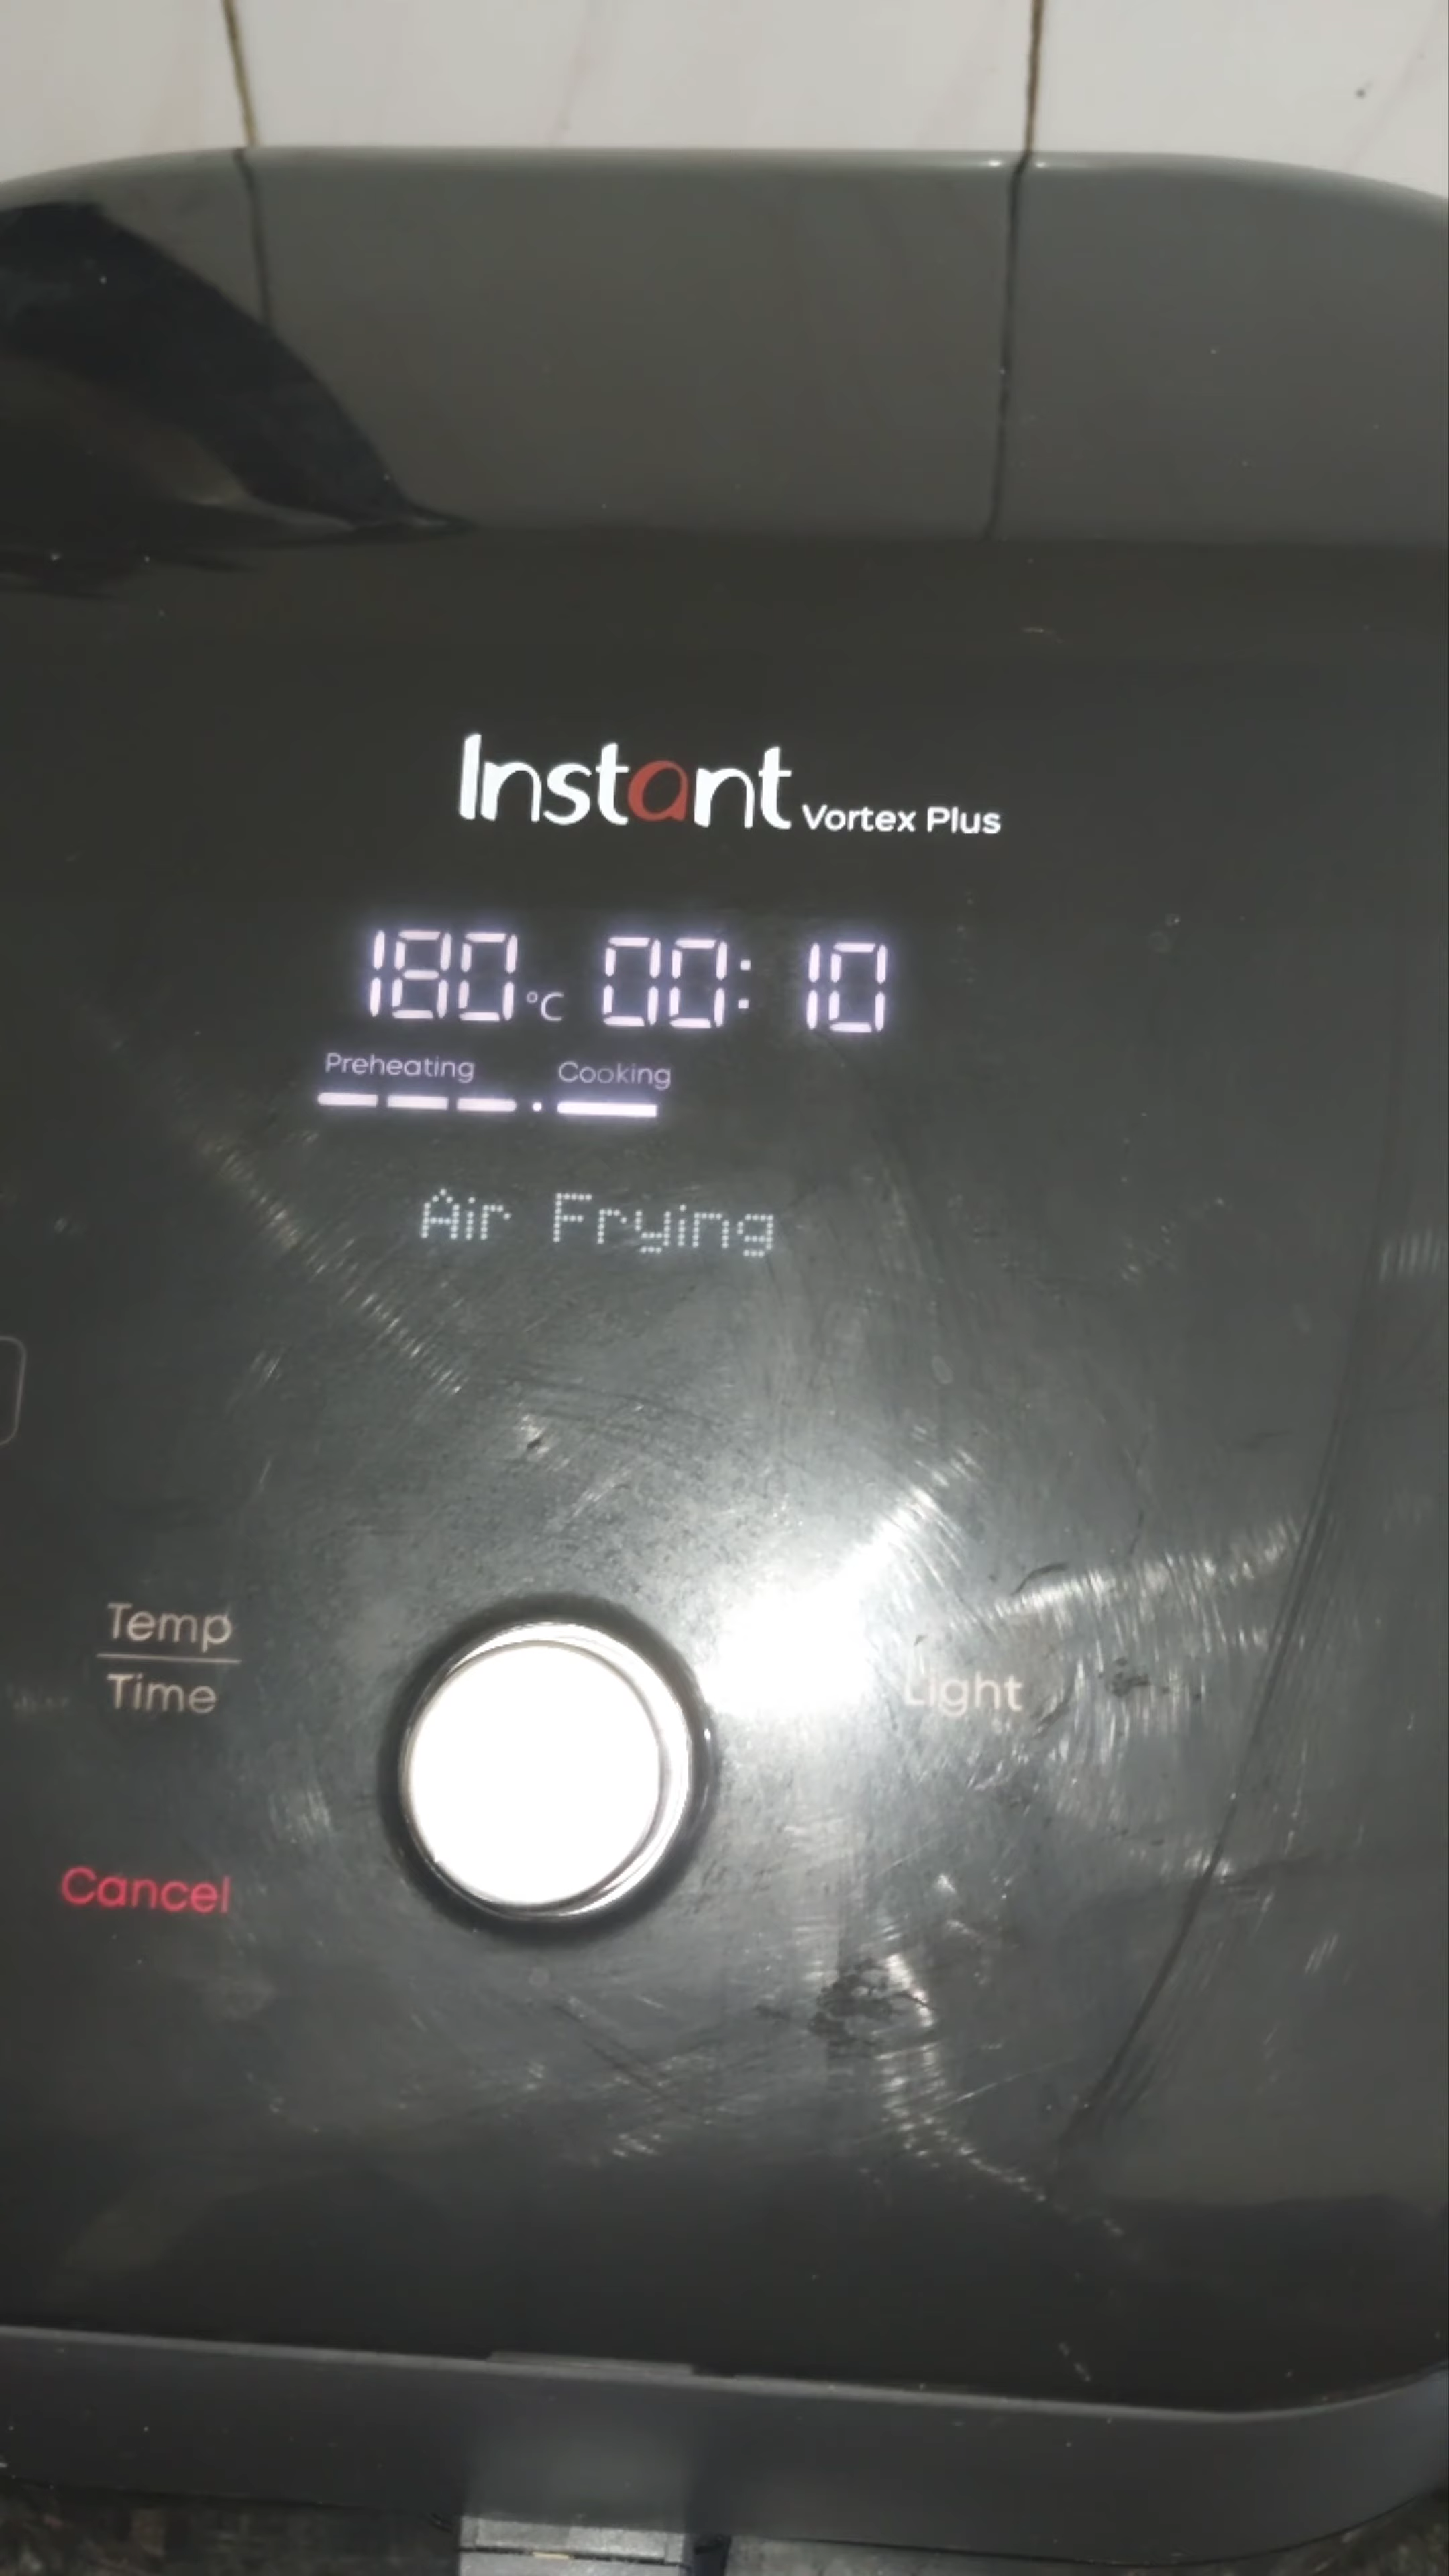 Instant Vortex Plus
180°C 00:10
Preheating Cooking
Air Frying
Temp
Time
Light
Cancel